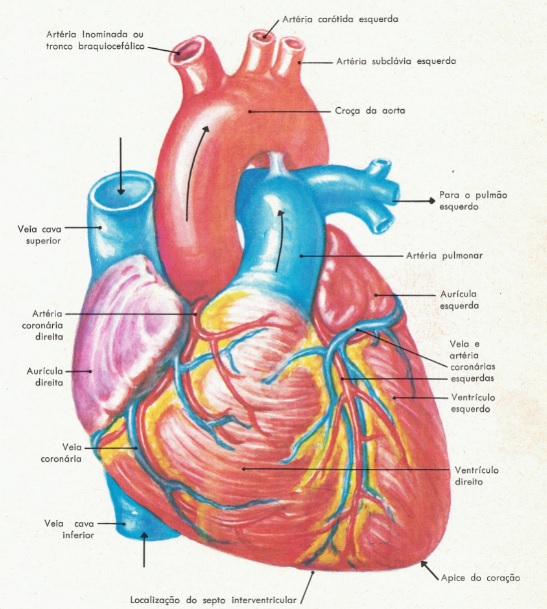 Artéria carótida esquerda
Artéria Inominada ou
tronco braquiocefálico
Artéria subclávia esquerda
Croça da aorta
Para o pulmão
esquerdo
Veia cava
superior
Artéria pulmonar
Aurícula
esquerda
Artéria
coronária
direita
Veia e
artéria
coronárias
esquerdas
Aurícula
direita
Ventrículo
esquerdo
Veia
coronária
Ventrículo
direito
Veia cava
inferior
Apice do coração
Localização do septo interventricular